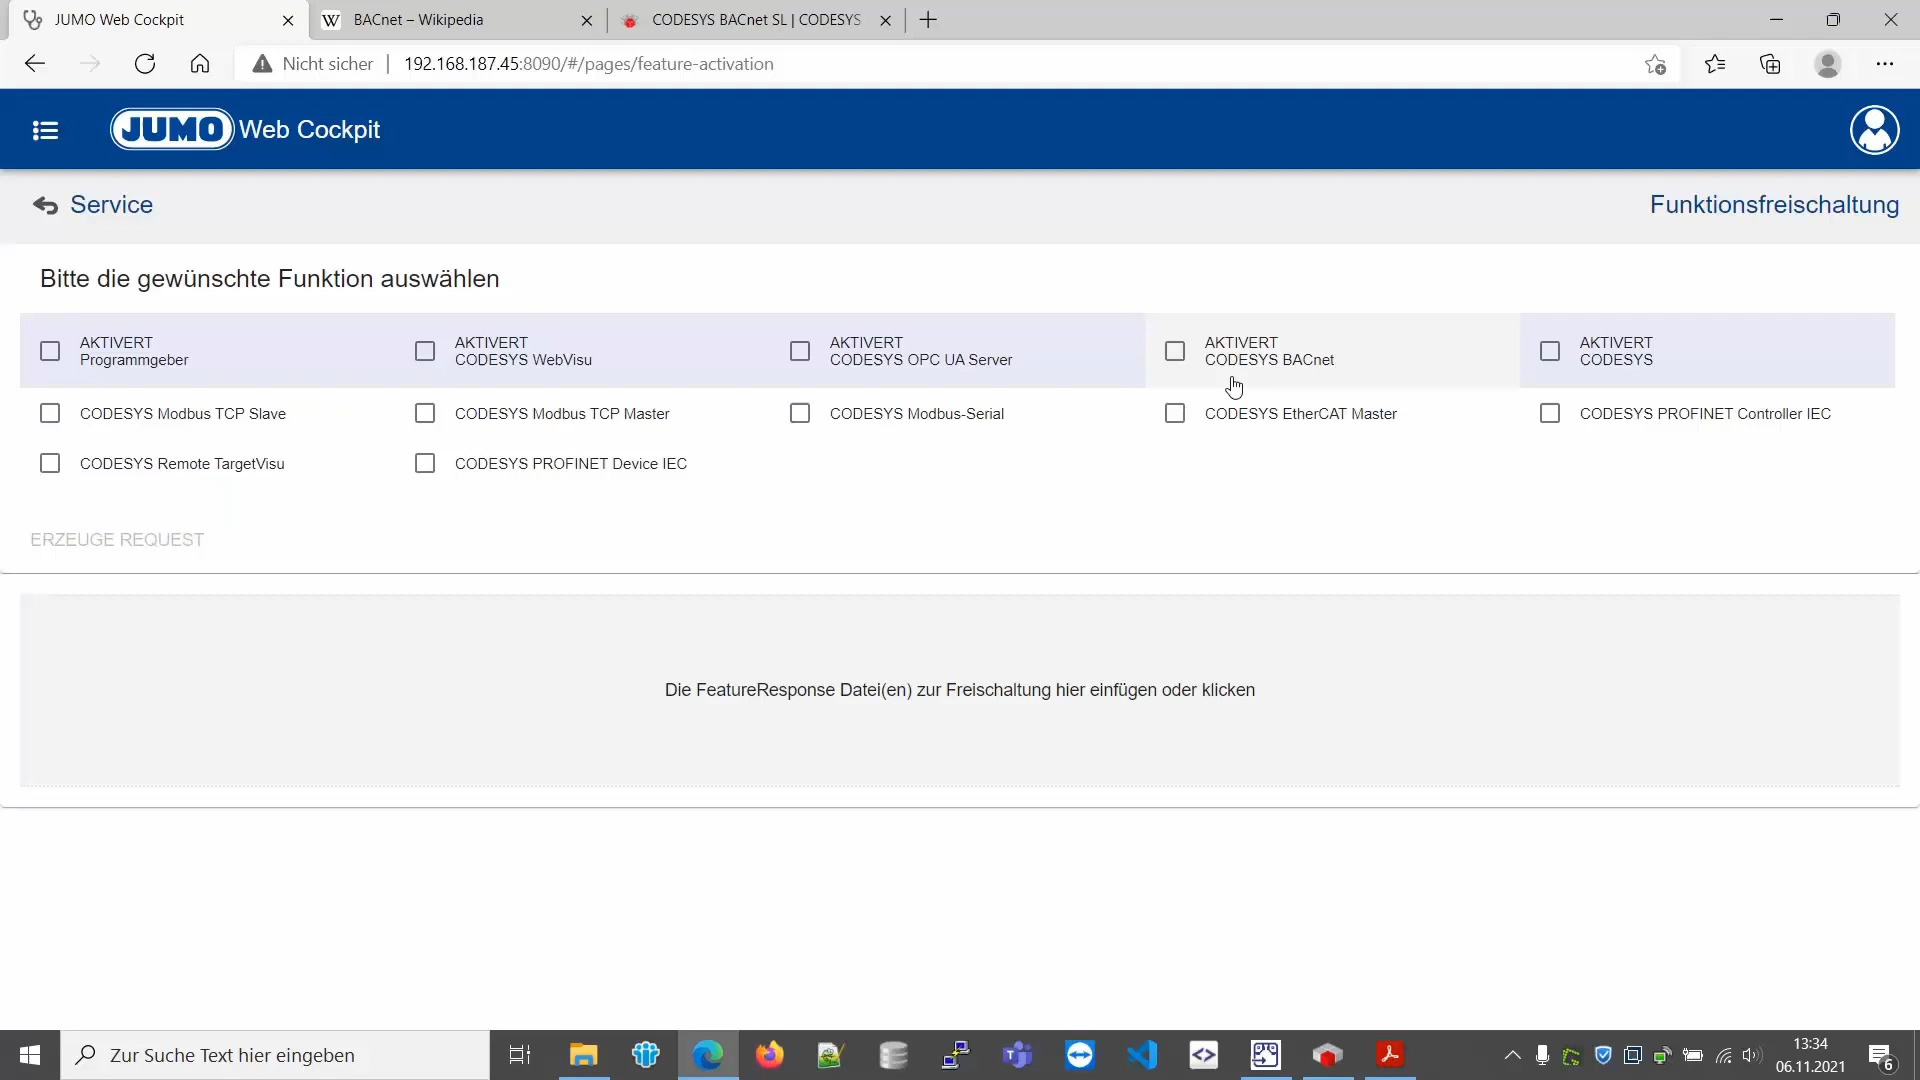 JUMO Web Cockpit
BACnet – Wikipedia
CODESYS BACnet SL | CODESYS
Nicht sicher
192.168.187.45:8090/#/pages/feature-activation
JUMO Web Cockpit
Service
Funktionsfreischaltung
Bitte die gewünschte Funktion auswählen
AKTIVERT
Programmgeber
AKTIVERT
CODESYS WebVisu
AKTIVERT
CODESYS OPC UA Server
AKTIVERT
CODESYS BACnet
AKTIVERT
CODESYS
CODESYS Modbus TCP Slave
CODESYS Modbus TCP Master
CODESYS Modbus-Serial
CODESYS EtherCAT Master
CODESYS PROFINET Controller IEC
CODESYS Remote TargetVisu
CODESYS PROFINET Device IEC
ERZEUGE REQUEST
Die FeatureResponse Datei(en) zur Freischaltung hier einfügen oder klicken
Zur Suche Text hier eingeben
13:34
06.11.2021
6